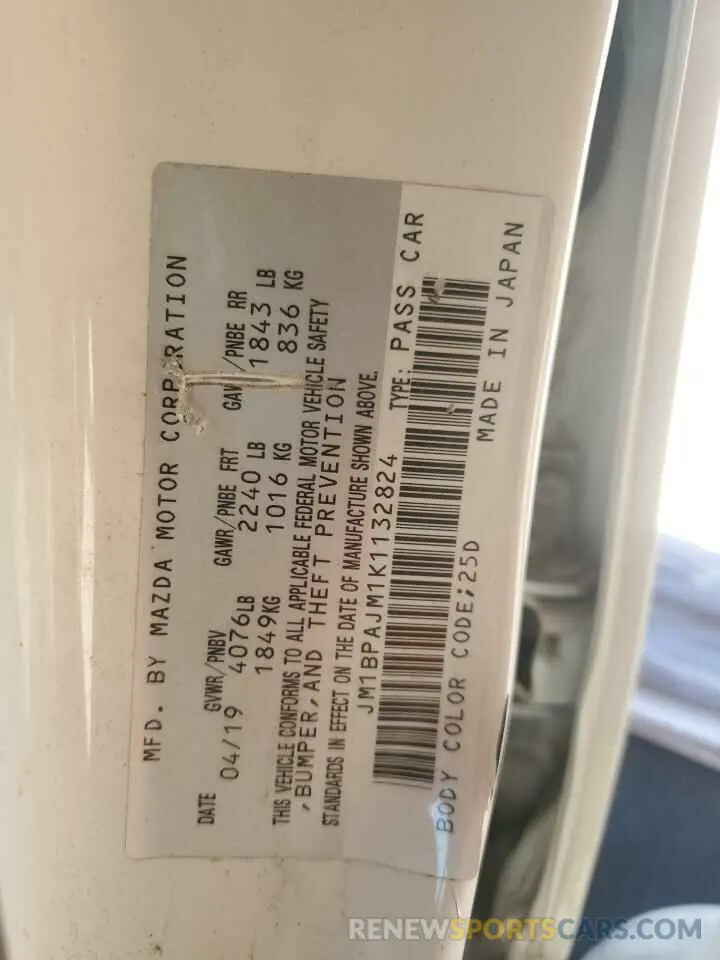 MFD. BY MAZDA MOTOR CORPORATION
DATE GVWR/PNBV GAWR/PNBE FRT GAWR/PNBE RR
04/19 4076LB 2240 LB 1843 LB
1849KG 1016 KG 836 KG
THIS VEHICLE CONFORMS TO ALL APPLICABLE FEDERAL MOTOR VEHICLE SAFETY
,BUMPER,AND THEFT PREVENTION
STANDARDS IN EFFECT ON THE DATE OF MANUFACTURE SHOWN ABOVE.
JM1BPAJM1K1132824 TYPE: PASS CAR
BODY COLOR CODE;25D MADE IN JAPAN
RENEWSPORTSCARS.COM